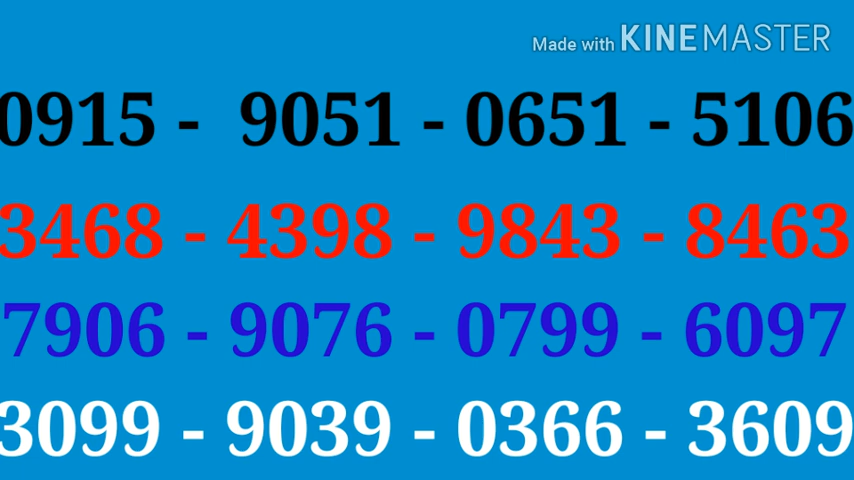 Made with KINEMASTER
0915 - 9051 - 0651 - 5106
3468 - 4398 - 9843 - 8463
7906 - 9076 - 0799 - 6097
3099 - 9039 - 0366 - 3609